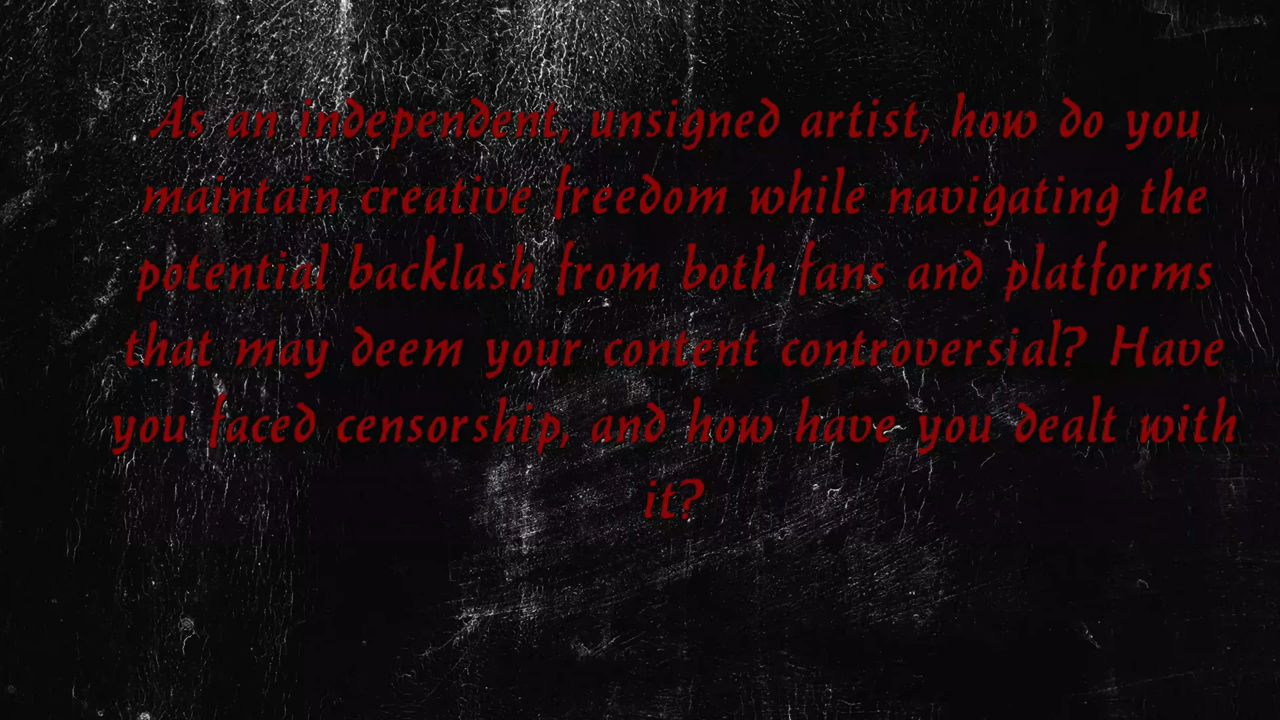 As an independent, unsigned artist, how do you
maintain creative freedom while navigating the
potential backlash from both fans and platforms
that may deem your content controversial? Have
you faced censorship, and how have you dealt with
it?